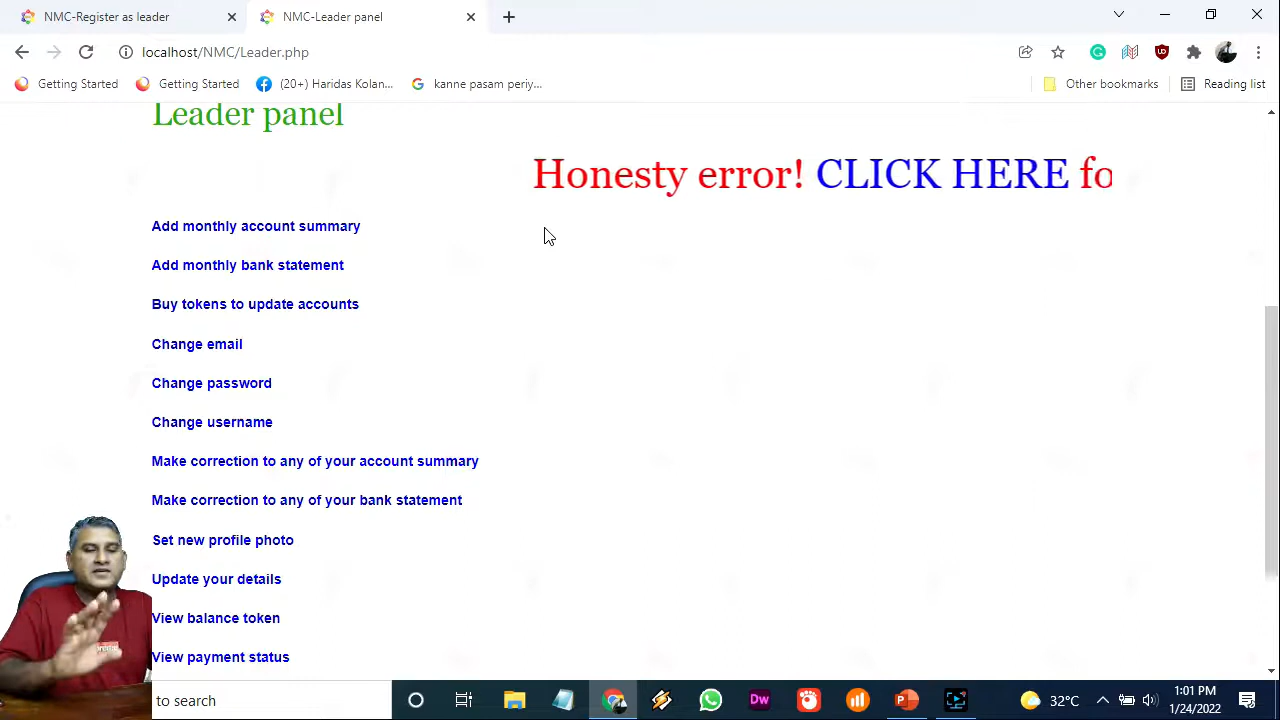 NMC-Register as leader
NMC-Leader panel
localhost/NMC/Leader.php
Getting Started
Getting Started
(20+) Haridas Kolan...
kanne pasam periy...
Other bookmarks
Reading list
Leader panel
Honesty error! CLICK HERE fo
Add monthly account summary
Add monthly bank statement
Buy tokens to update accounts
Change email
Change password
Change username
Make correction to any of your account summary
Make correction to any of your bank statement
Set new profile photo
Update your details
View balance token
View payment status
to search
Dw
32°C
1:01 PM
1/24/2022